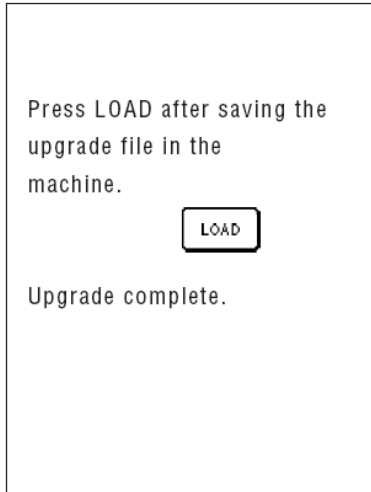 Press LOAD after saving the
upgrade file in the
machine.
LOAD
Upgrade complete.